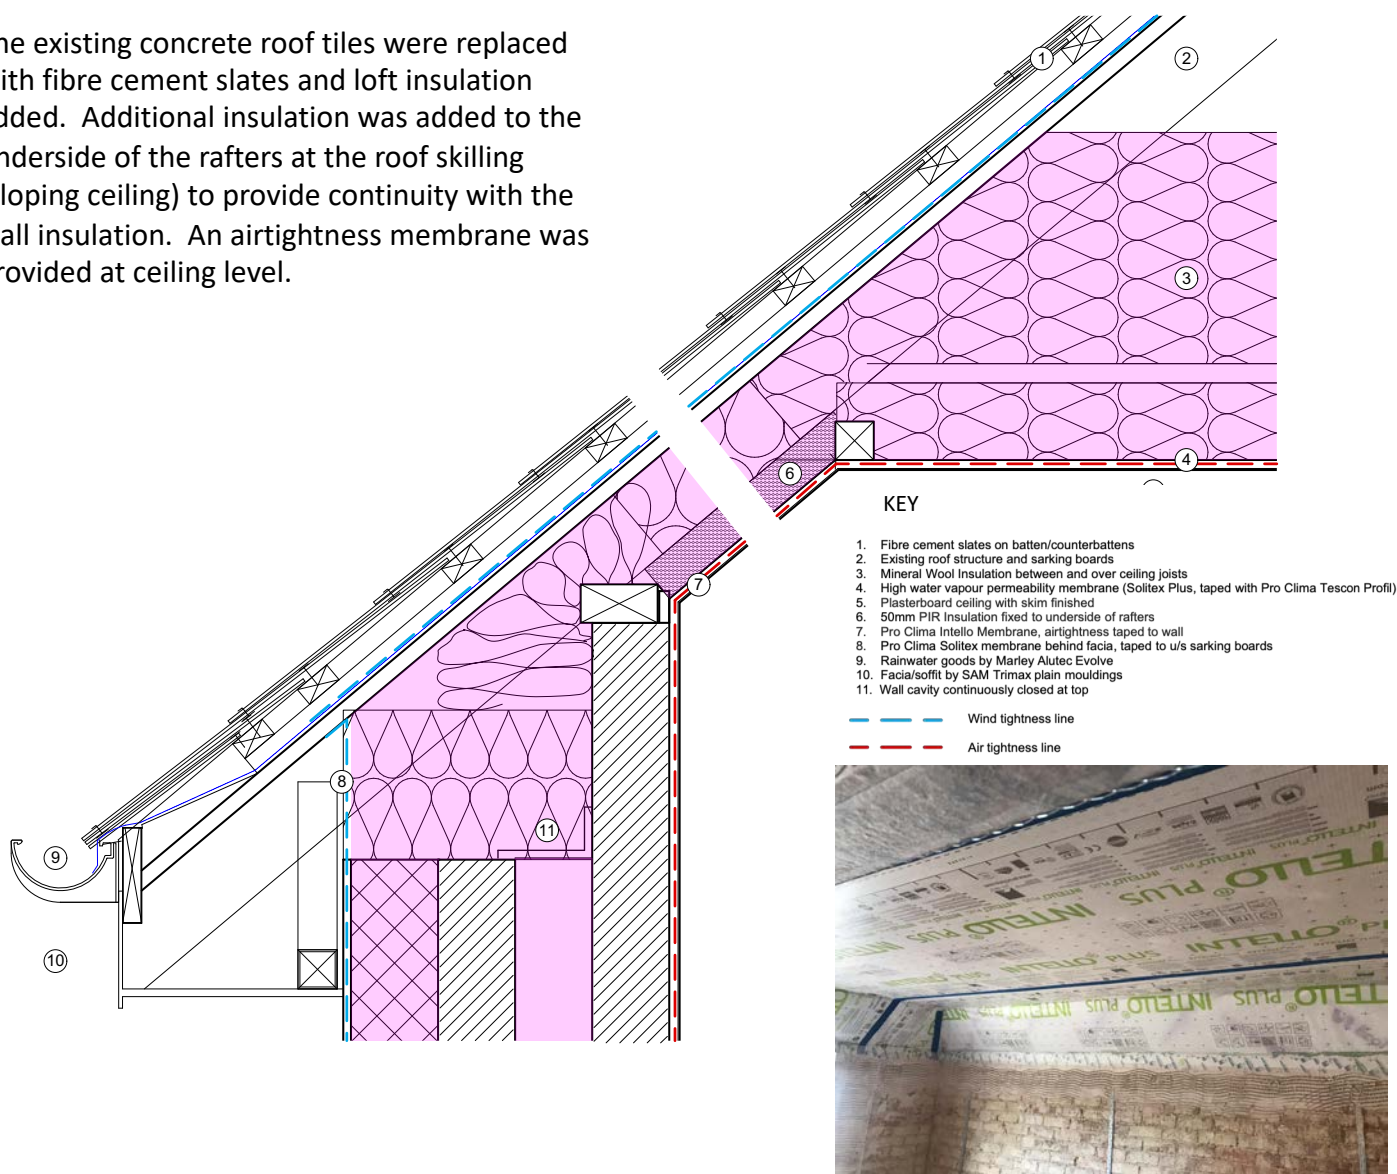 he existing concrete roof tiles were replaced
ith fibre cement slates and loft insulation
dded. Additional insulation was added to the
nderside of the rafters at the roof skilling
loping ceiling) to provide continuity with the
all insulation. An airtightness membrane was
rovided at ceiling level.
1
2
3
4
6
7
8
9
10
11
KEY
1. Fibre cement slates on batten/counterbattens
2. Existing roof structure and sarking boards
3. Mineral Wool Insulation between and over ceiling joists
4. High water vapour permeability membrane (Solitex Plus, taped with Pro Clima Tescon Profil)
5. Plasterboard ceiling with skim finished
6. 50mm PIR Insulation fixed to underside of rafters
7. Pro Clima Intello Membrane, airtightness taped to wall
8. Pro Clima Solitex membrane behind facia, taped to u/s sarking boards
9. Rainwater goods by Marley Alutec Evolve
10. Facia/soffit by SAM Trimax plain mouldings
11. Wall cavity continuously closed at top
Wind tightness line
Air tightness line
INTELLO PLUS
INTELLO PLUS
INTELLO PLUS
INTELLO PLUS